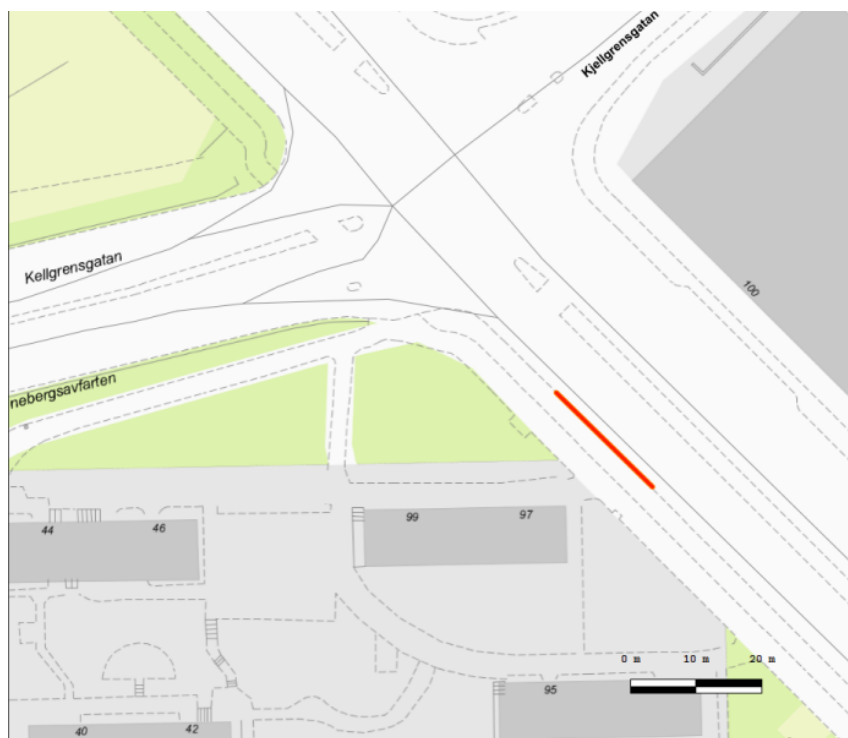 Kjellgrensgatan
Kellgrensgatan
100
nebergsavfarten
44
46
99
97
0 m
10 m
20 m
95
40
42